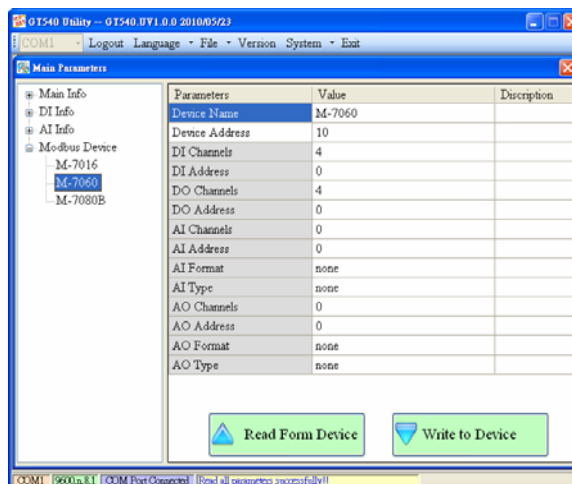 GT540 Utility -- GT540.UV1.0.0 2010/05/23
COM1 Logout Language File Version System Exit
Main Parameters
Main Info
DI Info
AI Info
Modbus Device
M-7016
M-7060
M-7080B
Parameters Value Discription
Device Name M-7060
Device Address 10
DI Channels 4
DI Address 0
DO Channels 4
DO Address 0
AI Channels 0
AI Address 0
AI Format none
AI Type none
AO Channels 0
AO Address 0
AO Format none
AO Type none
Read Form Device Write to Device
COM1 9600,n,8,1 COM Port Connected Read all parameters successfully!!